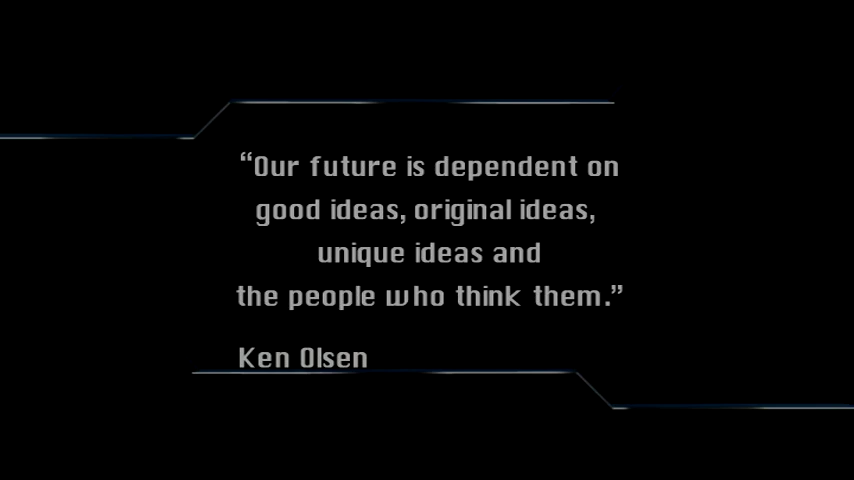 “Our future is dependent on
good ideas, original ideas,
unique ideas and
the people who think them.”
Ken Olsen